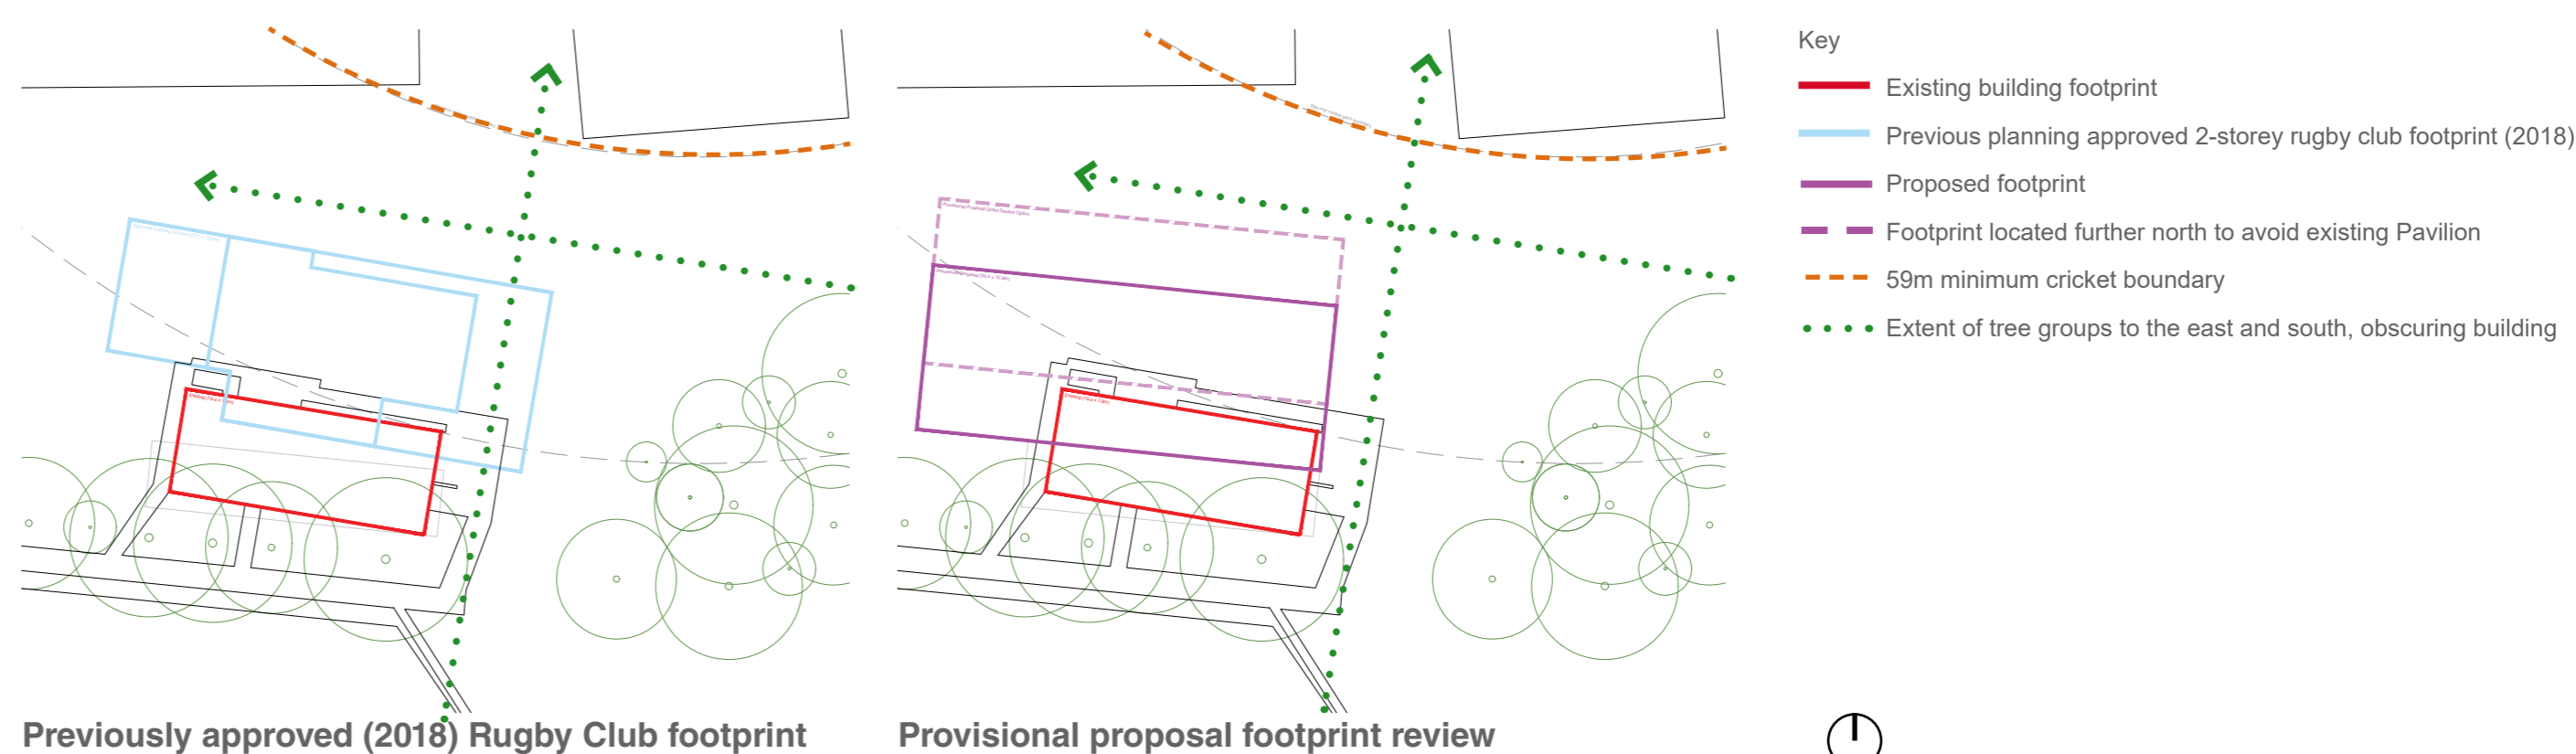 Key
Existing building footprint
Previous planning approved 2-storey rugby club footprint (2018)
Proposed footprint
Footprint located further north to avoid existing Pavilion
59m minimum cricket boundary
Extent of tree groups to the east and south, obscuring building
Previously approved (2018) Rugby Club footprint
Provisional proposal footprint review